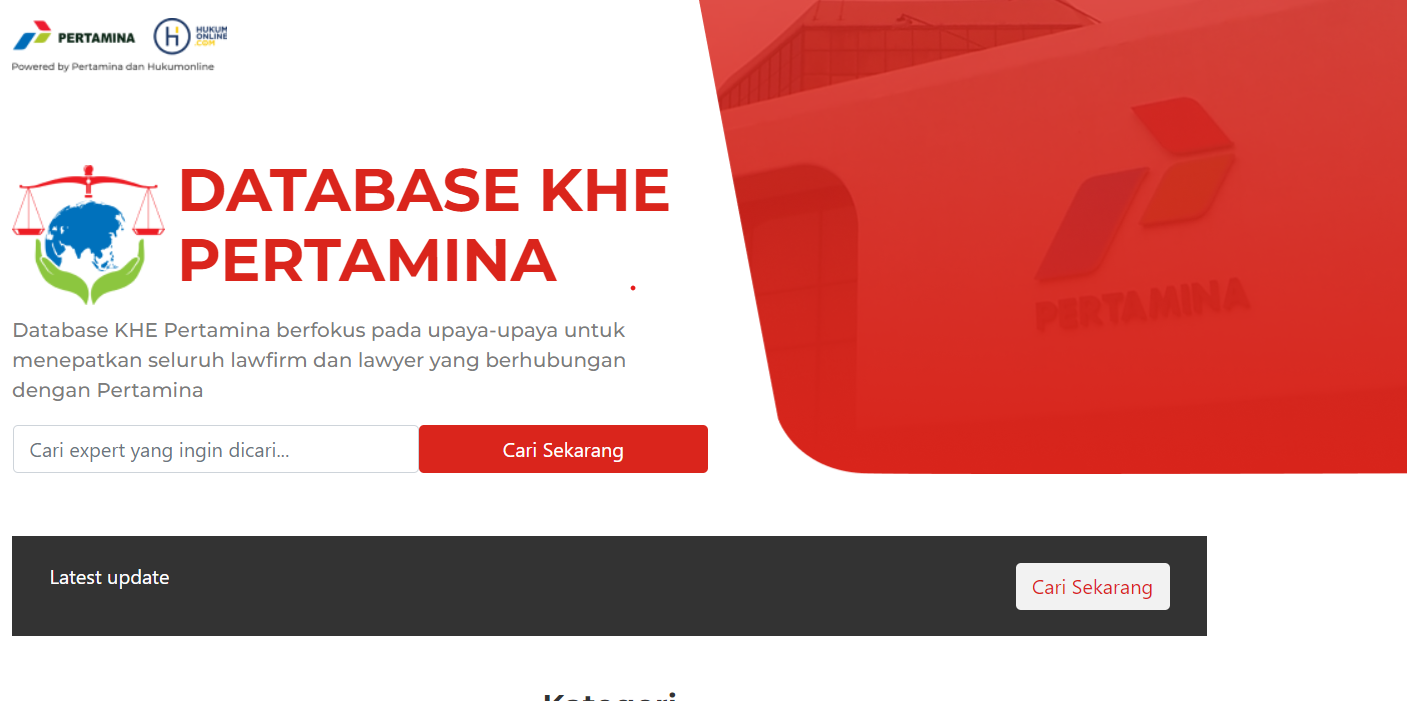 PERTAMINA
HUKUM
ONLINE
.COM
Powered by Pertamina dan Hukumonline
DATABASE KHE
PERTAMINA
Database KHE Pertamina berfokus pada upaya-upaya untuk
menepatkan seluruh lawfirm dan lawyer yang berhubungan
dengan Pertamina
Cari expert yang ingin dicari...
Cari Sekarang
PERTAMINA
Latest update
Cari Sekarang
Kategori